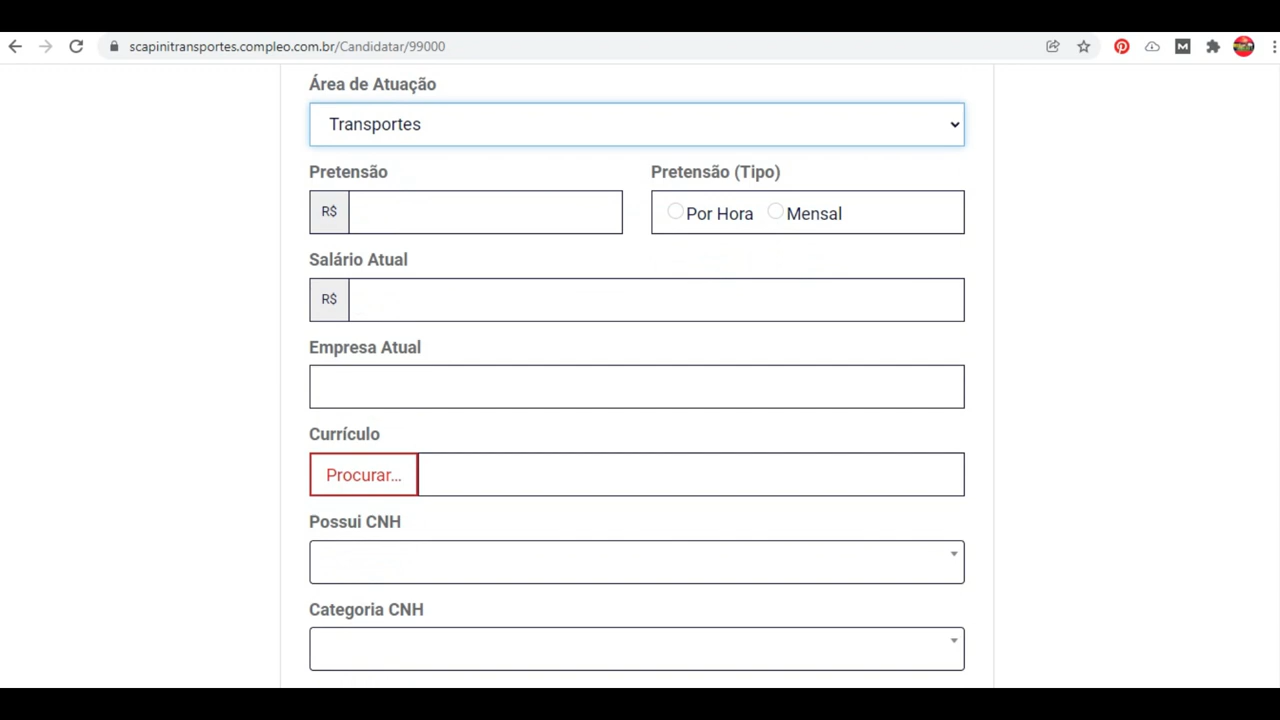 scapinitransportes.compleo.com.br/Candidatar/99000
M
Área de Atuação
Transportes
Pretensão
Pretensão (Tipo)
R$
Por Hora
Mensal
Salário Atual
R$
Empresa Atual
Currículo
Procurar...
Possui CNH
Categoria CNH